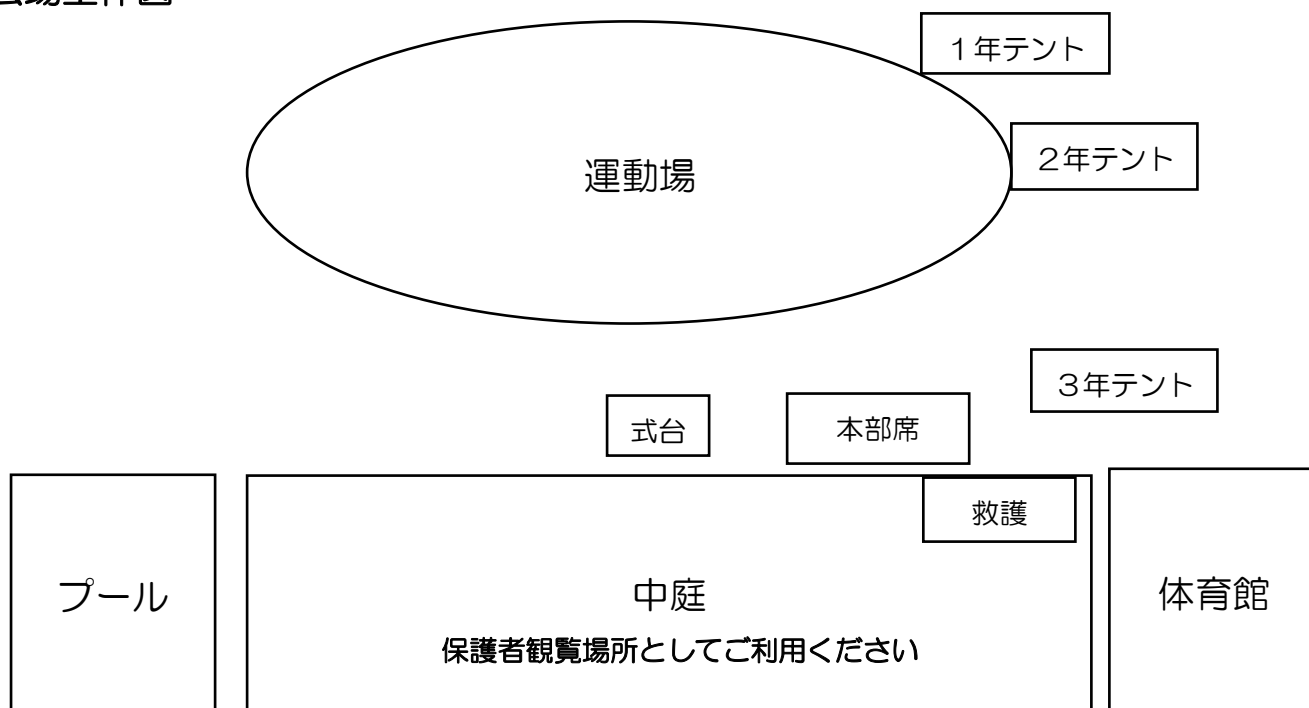 １年テント
２年テント
運動場
３年テント
式台
本部席
救護
プール
中庭
体育館
保護者観覧場所としてご利用ください